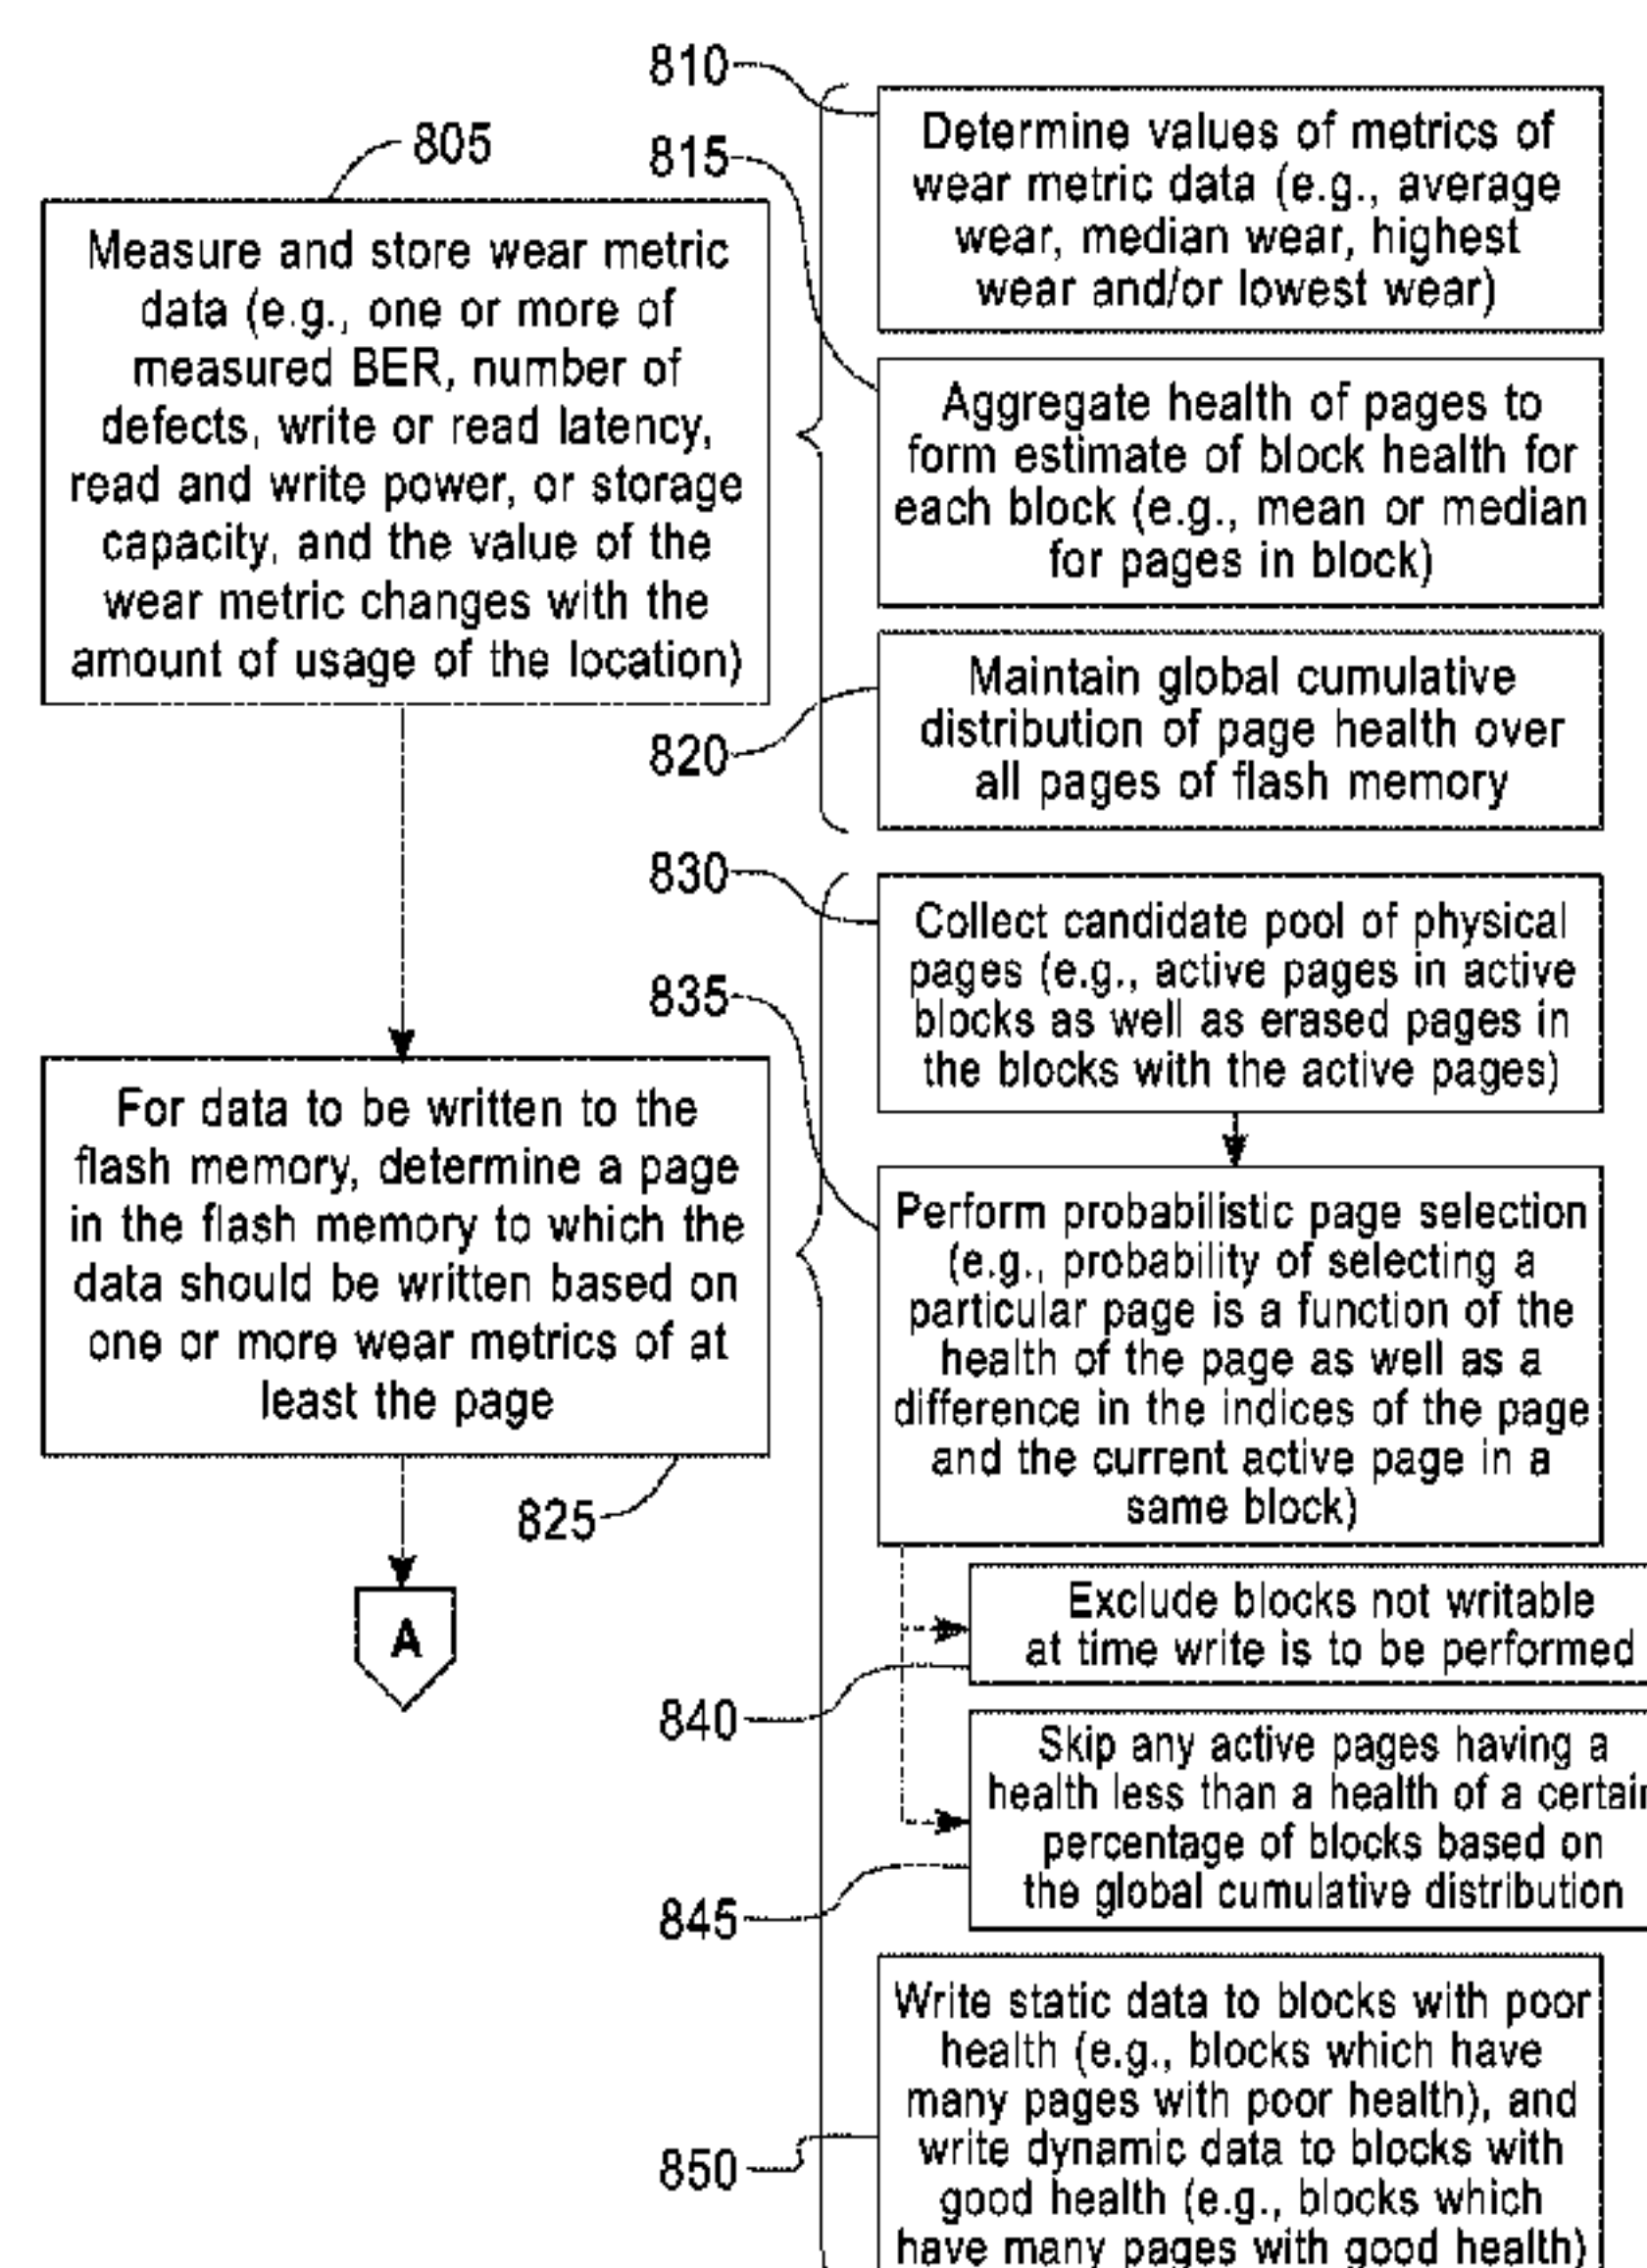 805
Measure and store wear metric
data (e.g., one or more of
measured BER, number of
defects, write or read latency,
read and write power, or storage
capacity, and the value of the
wear metric changes with the
amount of usage of the location)
810
Determine values of metrics of
wear metric data (e.g., average
wear, median wear, highest
wear and/or lowest wear)
815
Aggregate health of pages to
form estimate of block health for
each block (e.g., mean or median
for pages in block)
820
Maintain global cumulative
distribution of page health over
all pages of flash memory
For data to be written to the
flash memory, determine a page
in the flash memory to which the
data should be written based on
one or more wear metrics of at
least the page
825
A
830
Collect candidate pool of physical
pages (e.g., active pages in active
blocks as well as erased pages in
the blocks with the active pages)
835
Perform probabilistic page selection
(e.g., probability of selecting a
particular page is a function of the
health of the page as well as a
difference in the indices of the page
and the current active page in a
same block)
840
Exclude blocks not writable
at time write is to be performed
845
Skip any active pages having a
health less than a health of a certain
percentage of blocks based on
the global cumulative distribution
850
Write static data to blocks with poor
health (e.g., blocks which have
many pages with poor health), and
write dynamic data to blocks with
good health (e.g., blocks which
have many pages with good health)